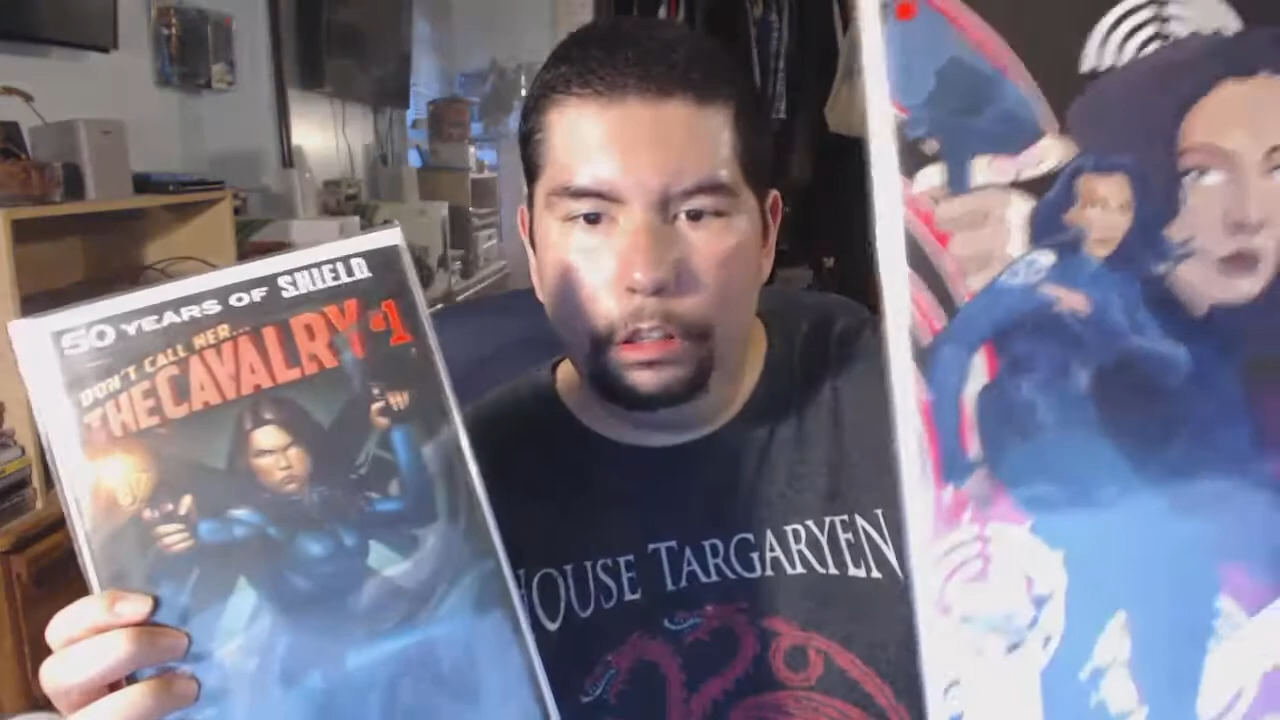 50 YEARS OF SHIELD
DON'T CALL HER...
THE CAVALRY #1
HOUSE TARGARYEN